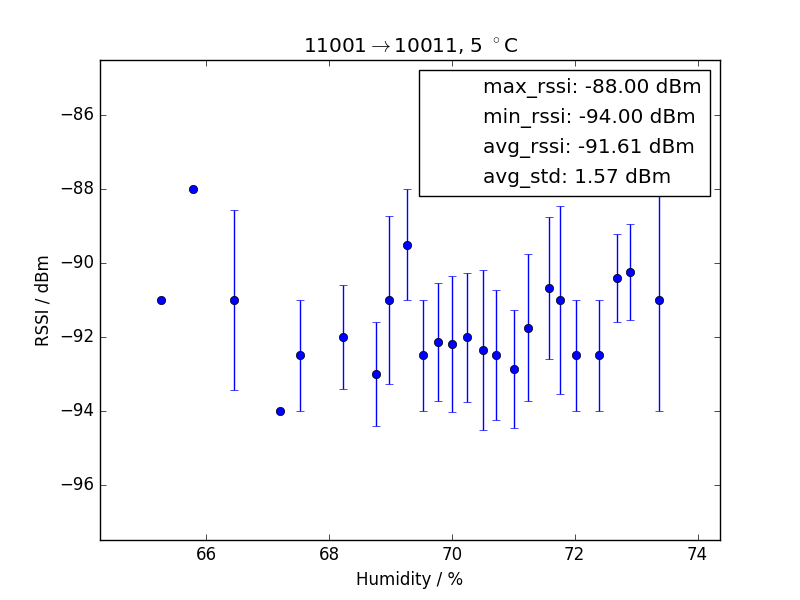 11001→10011, 5 °C
max_rssi: -88.00 dBm
min_rssi: -94.00 dBm
avg_rssi: -91.61 dBm
avg_std: 1.57 dBm
−86
−88
−90
−92
−94
−96
RSSI / dBm
66
68
70
72
74
Humidity / %